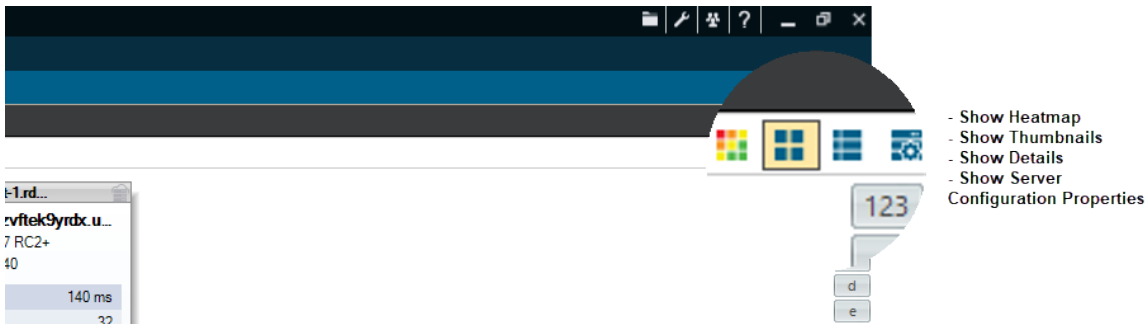 ?
- Show Heatmap
- Show Thumbnails
- Show Details
- Show Server
Configuration Properties
t-1.rd...
zvftek9yrdx.u...
7 RC2+
40
140 ms
32
123
d
e